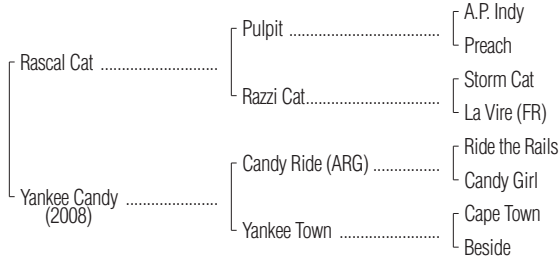 A.P. Indy
Pulpit ..................................
Preach
Rascal Cat ..........................
Storm Cat
Razzi Cat...............................
La Vire (FR)
Ride the Rails
Candy Ride (ARG) ................
Candy Girl
Yankee Candy .....................
(2008)
Cape Town
Yankee Town .......................
Beside